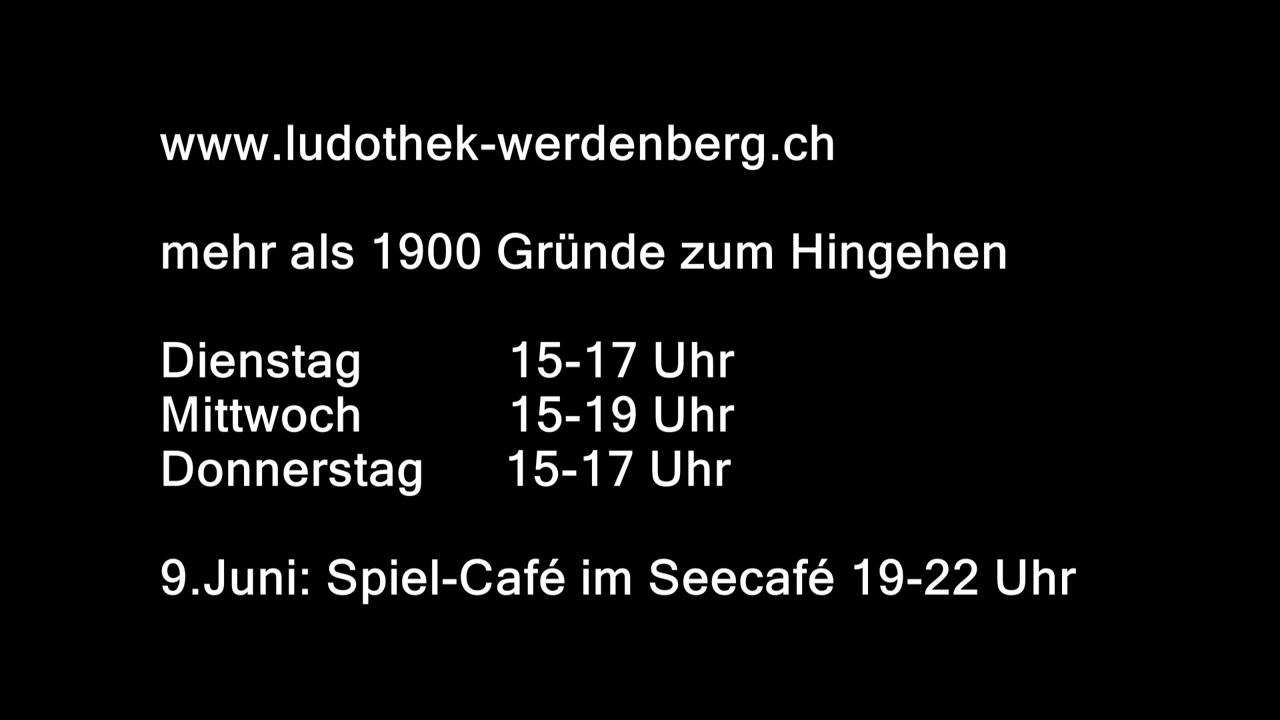 www.ludothek-werdenberg.ch
mehr als 1900 Gründe zum Hingehen
Dienstag 15-17 Uhr
Mittwoch 15-19 Uhr
Donnerstag 15-17 Uhr
9.Juni: Spiel-Café im Seecafé 19-22 Uhr